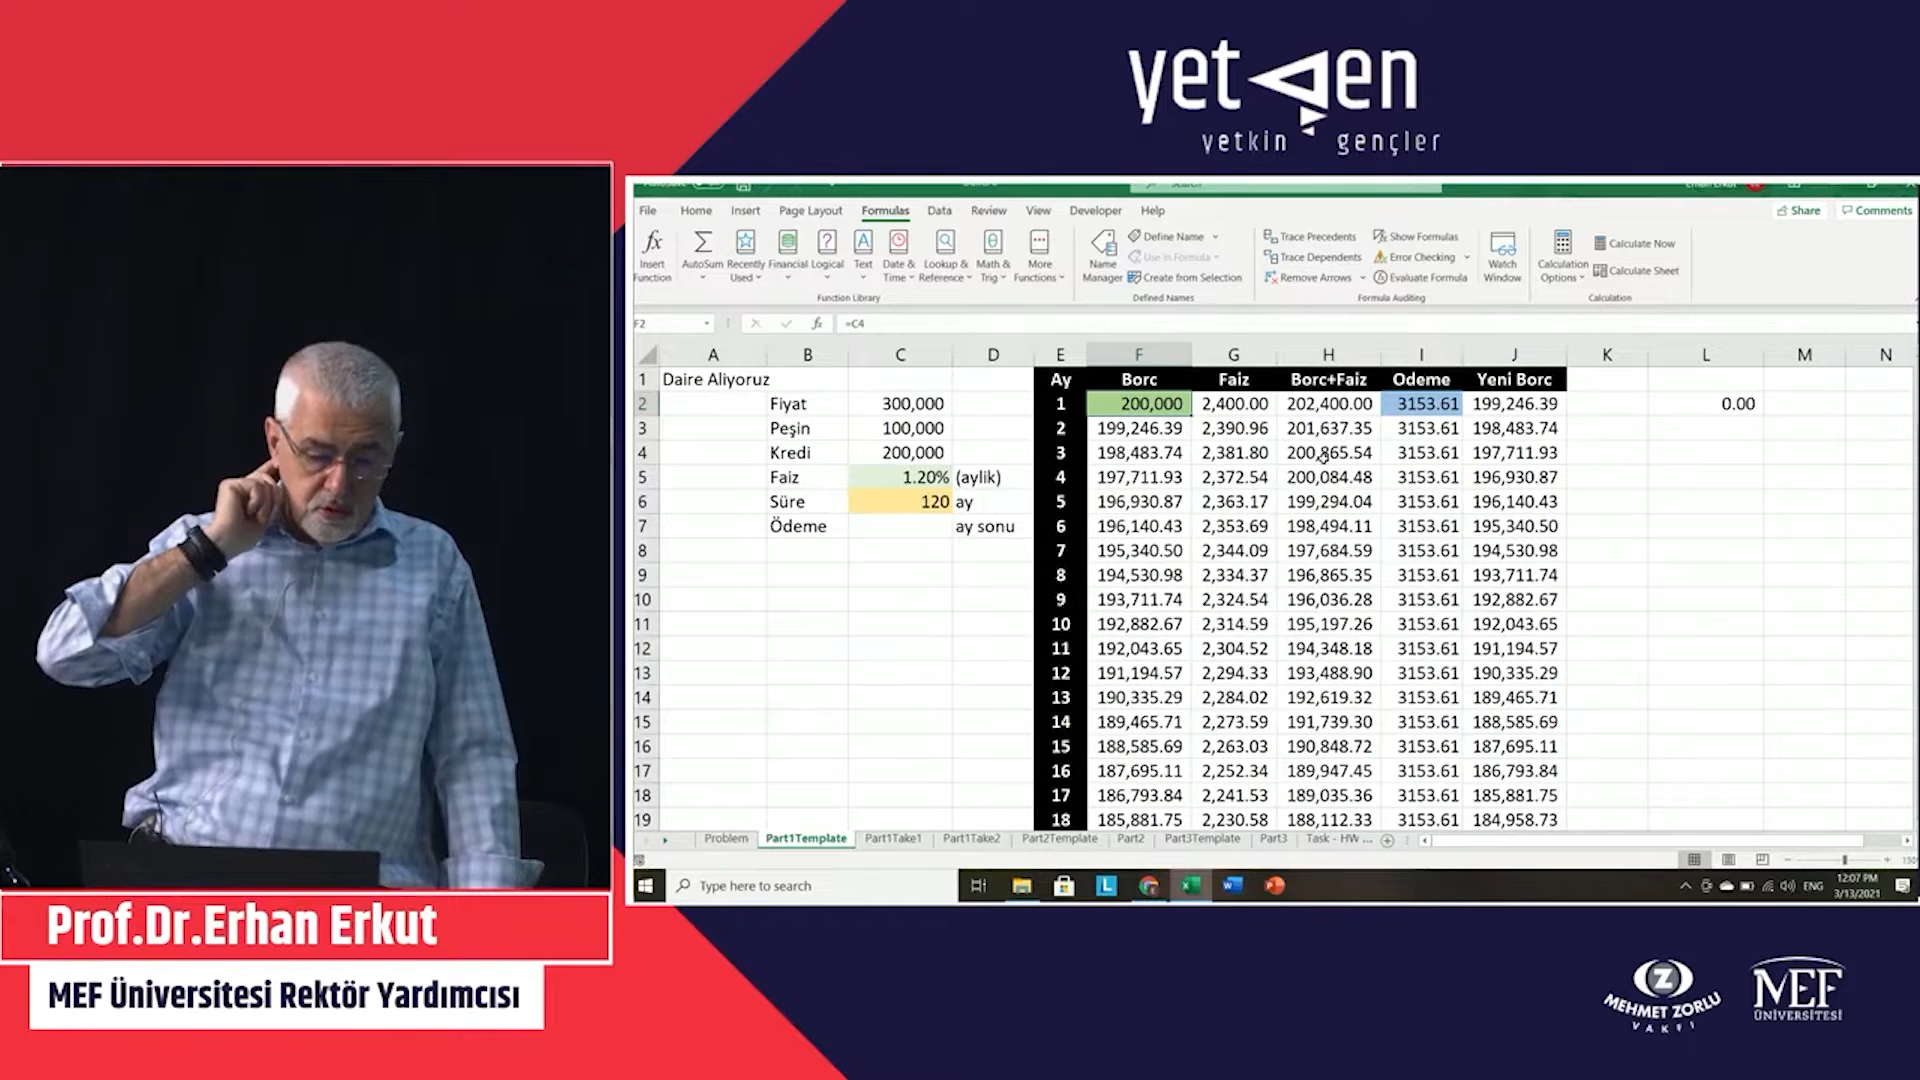 yetgen
yetkin gençler
File Home Insert Page Layout Formulas Data Review View Developer Help Share Comments
fx Insert Function
AutoSum
Recently Used
Financial
Logical
Text
Date & Time
Lookup & Reference
Math & Trig
More Functions
Function Library
Name Manager
Define Name
Use in Formula
Create from Selection
Defined Names
Trace Precedents
Trace Dependents
Remove Arrows
Show Formulas
Error Checking
Evaluate Formula
Formula Auditing
Watch Window
Calculation Options
Calculate Now
Calculate Sheet
Calculation
F2 fx =C4
A B C D E F G H I J K L M N
1 Daire Aliyoruz Ay Borc Faiz Borc+Faiz Odeme Yeni Borc
2 Fiyat 300,000 1 200,000 2,400.00 202,400.00 3153.61 199,246.39 0.00
3 Peşin 100,000 2 199,246.39 2,390.96 201,637.35 3153.61 198,483.74
4 Kredi 200,000 3 198,483.74 2,381.80 200,865.54 3153.61 197,711.93
5 Faiz 1.20% (aylik) 4 197,711.93 2,372.54 200,084.48 3153.61 196,930.87
6 Süre 120 ay 5 196,930.87 2,363.17 199,294.04 3153.61 196,140.43
7 Ödeme ay sonu 6 196,140.43 2,353.69 198,494.11 3153.61 195,340.50
8 7 195,340.50 2,344.09 197,684.59 3153.61 194,530.98
9 8 194,530.98 2,334.37 196,865.35 3153.61 193,711.74
10 9 193,711.74 2,324.54 196,036.28 3153.61 192,882.67
11 10 192,882.67 2,314.59 195,197.26 3153.61 192,043.65
12 11 192,043.65 2,304.52 194,348.18 3153.61 191,194.57
13 12 191,194.57 2,294.33 193,488.90 3153.61 190,335.29
14 13 190,335.29 2,284.02 192,619.32 3153.61 189,465.71
15 14 189,465.71 2,273.59 191,739.30 3153.61 188,585.69
16 15 188,585.69 2,263.03 190,848.72 3153.61 187,695.11
17 16 187,695.11 2,252.34 189,947.45 3153.61 186,793.84
18 17 186,793.84 2,241.53 189,035.36 3153.61 185,881.75
19 18 185,881.75 2,230.58 188,112.33 3153.61 184,958.73
Problem Part1Template Part1Take1 Part1Take2 Part2Template Part2 Part3Template Part3 Task - HW ...
Type here to search
ENG 12:07 PM
3/13/2021
Prof.Dr.Erhan Erkut
MEF Üniversitesi Rektör Yardımcısı
MEHMET ZORLU
VAKFI
MEF
ÜNİVERSİTESİ